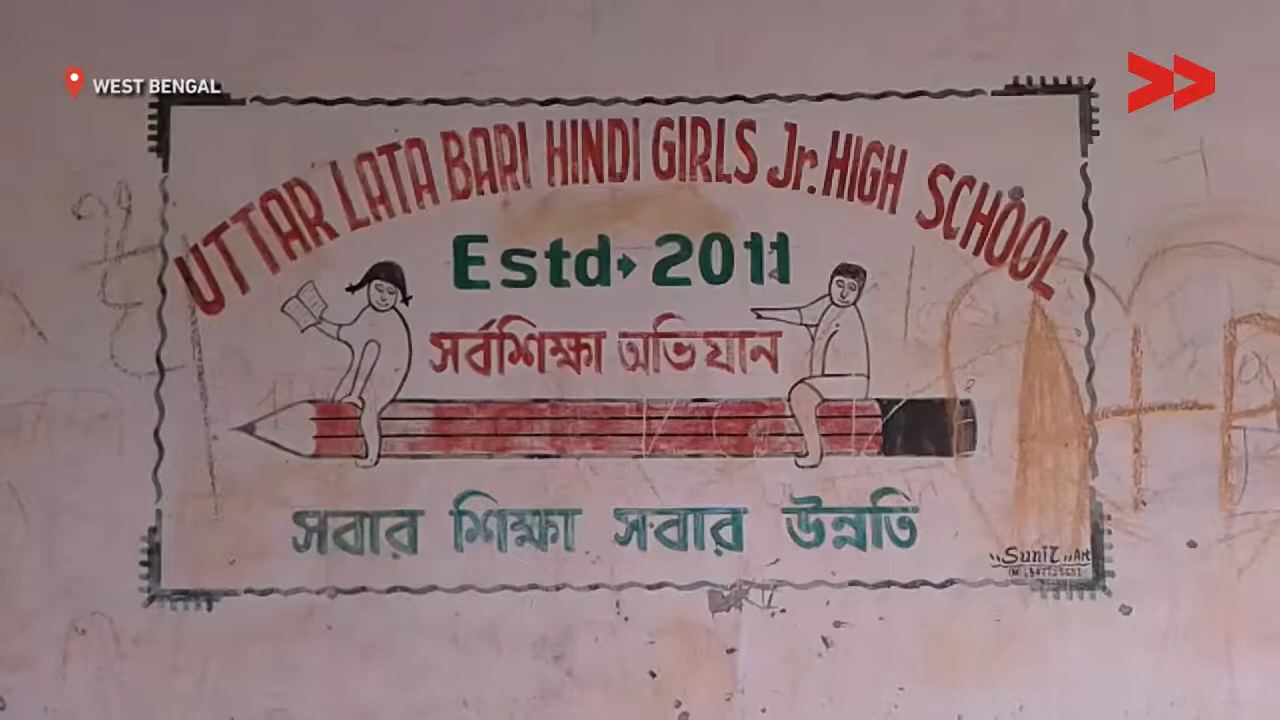 WEST BENGAL
UTTAR LATA BARI HINDI GIRLS Jr. HIGH SCHOOL
Estd 2011
সর্বশিক্ষা অভিযান
সবার শিক্ষা সবার উন্নতি
"Sunil" Art